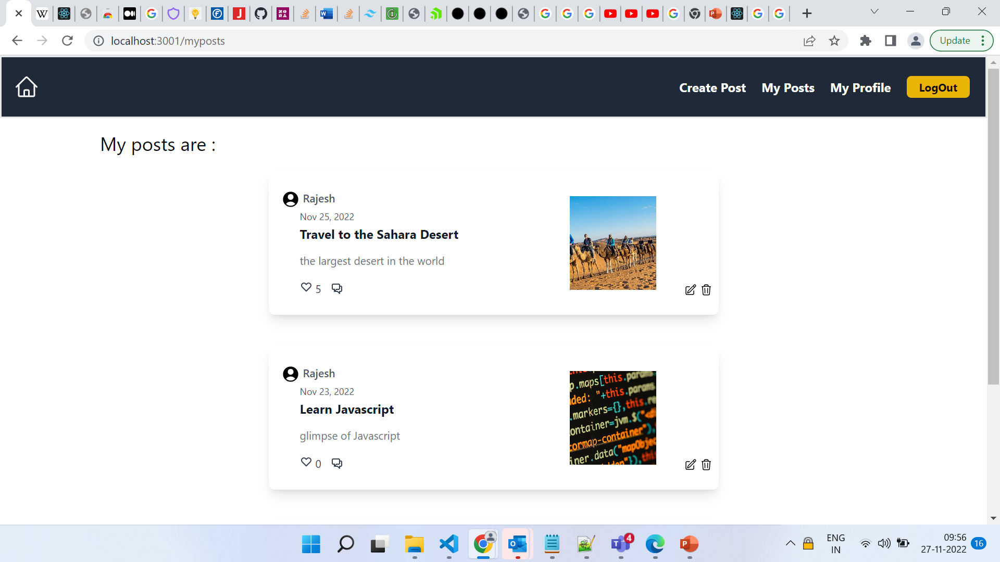 localhost:3001/myposts
Update
Create Post
My Posts
My Profile
LogOut
My posts are :
Rajesh
Nov 25, 2022
Travel to the Sahara Desert
the largest desert in the world
5
Rajesh
Nov 23, 2022
Learn Javascript
glimpse of Javascript
p.maps[this.params
ded: "+this.params
.markers={},this.re
ontainer=jvm.$("
tormap-container"),
iner.data("mapObjec
0
4
ENG
IN
09:56
27-11-2022
16